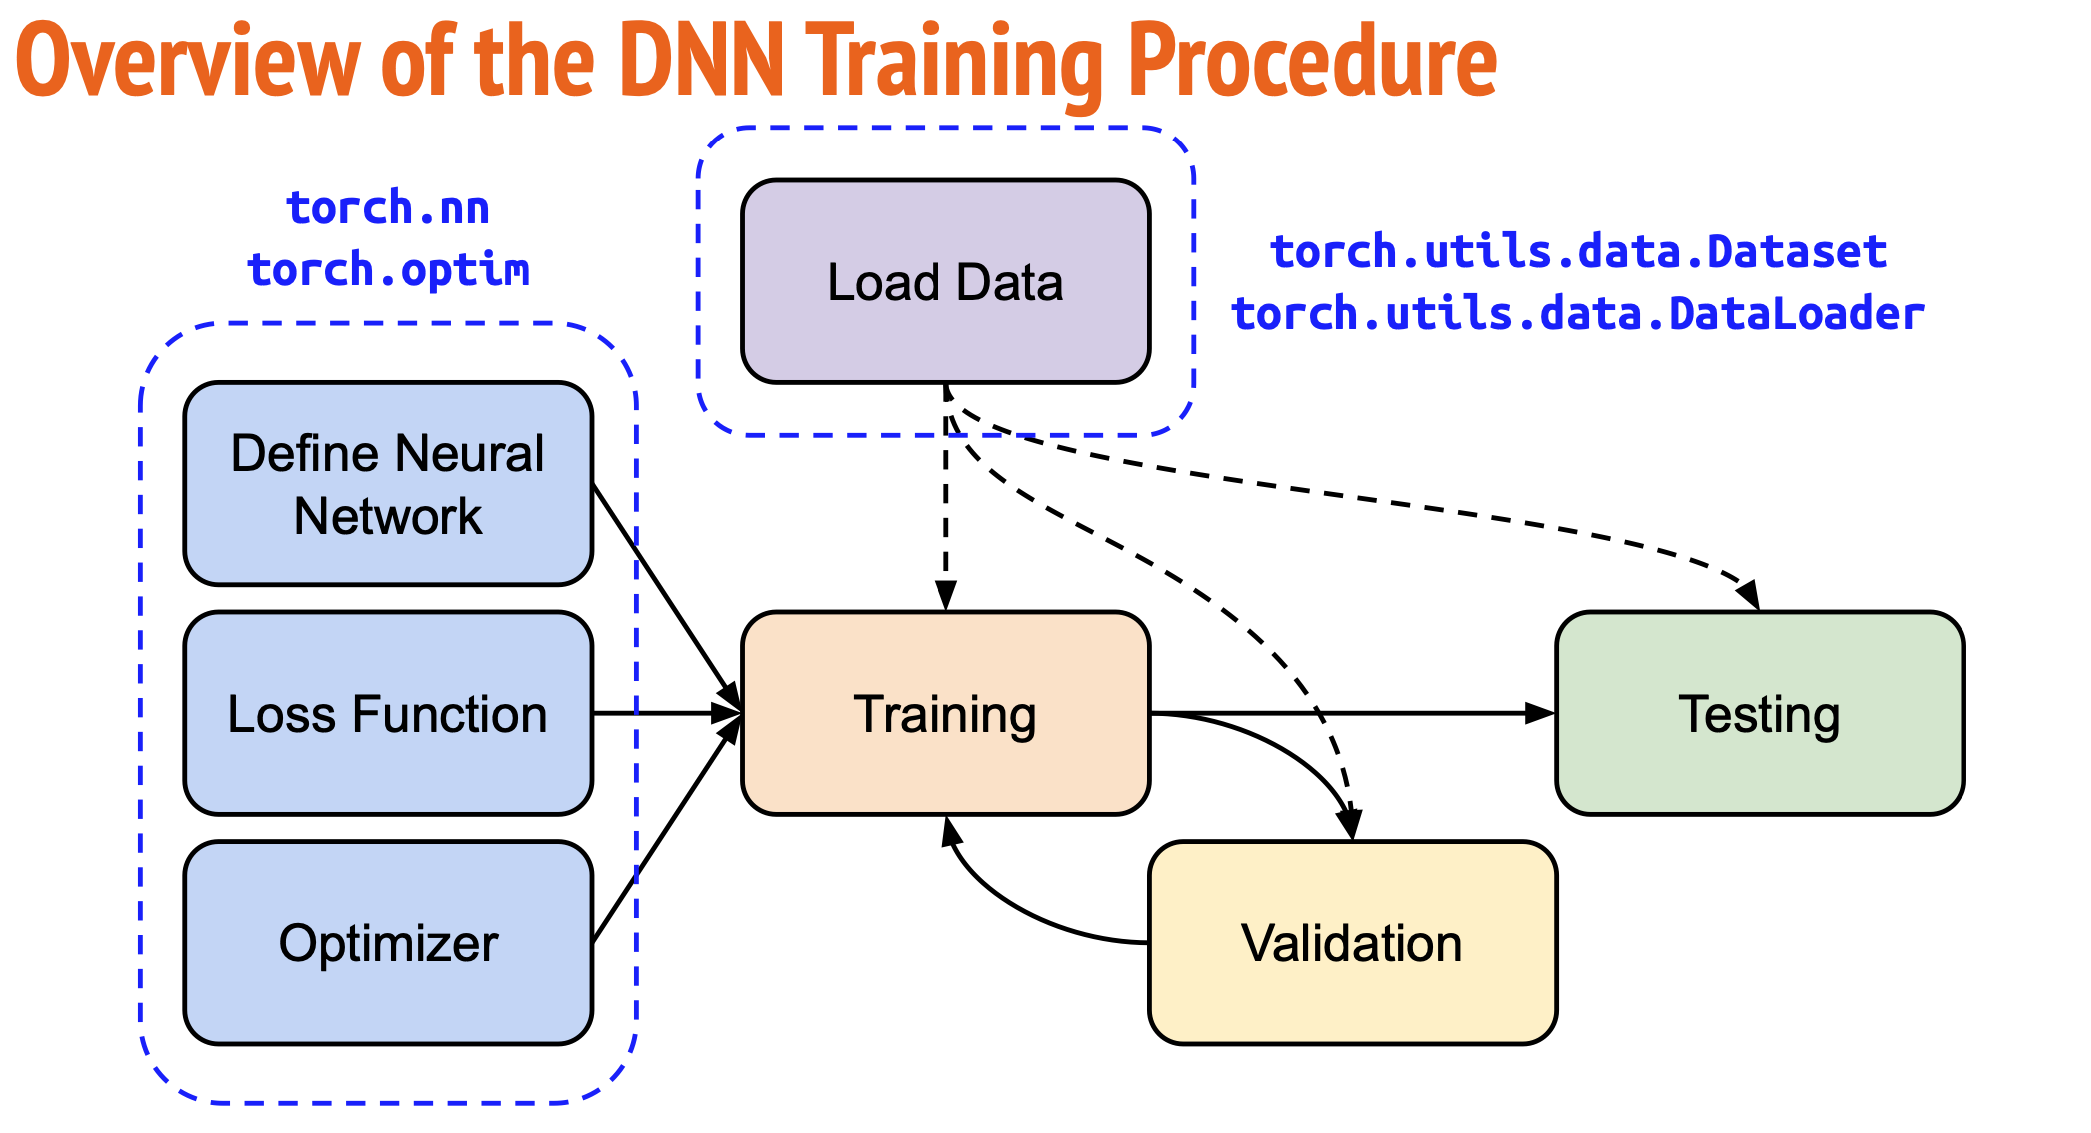 Overview of the DNN Training Procedure
torch.nn
torch.optim
Load Data
torch.utils.data.Dataset
torch.utils.data.DataLoader
Define Neural
Network
Loss Function
Optimizer
Training
Testing
Validation